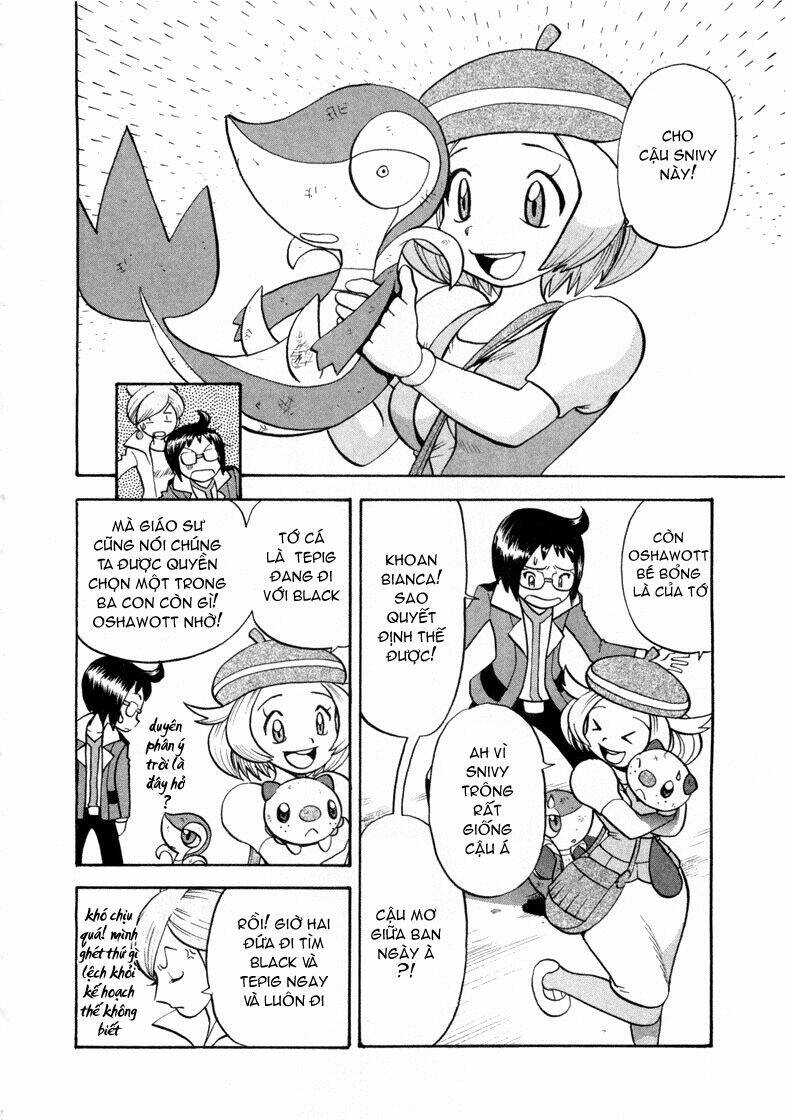 CHO
CẬU SNIVY
NÀY!
CÒN
OSHAWOTT
BÉ BỎNG
LÀ CỦA TỚ
KHOAN
BIANCA!
SAO
QUYẾT
ĐỊNH THẾ
ĐƯỢC!
AH VÌ
SNIVY
TRÔNG
RẤT
GIỐNG
CẬU Á
CẬU MƠ
GIỮA BAN
NGÀY À
?!
TỚ CÁ
LÀ TEPIG
ĐANG ĐI
VỚI BLACK
MÀ GIÁO SƯ
CŨNG NÓI CHÚNG
TA ĐƯỢC QUYỀN
CHỌN MỘT TRONG
BA CON CÒN GÌ!
OSHAWOTT NHỜ!
duyên
phân ý
trời là
đây hở
?
RỒI! GIỜ HAI
ĐỨA ĐI TÌM
BLACK VÀ
TEPIG NGAY
VÀ LUÔN ĐI
khó chịu
quá! mình
ghét thứ gì
lệch khỏi
kế hoạch
thế không
biết